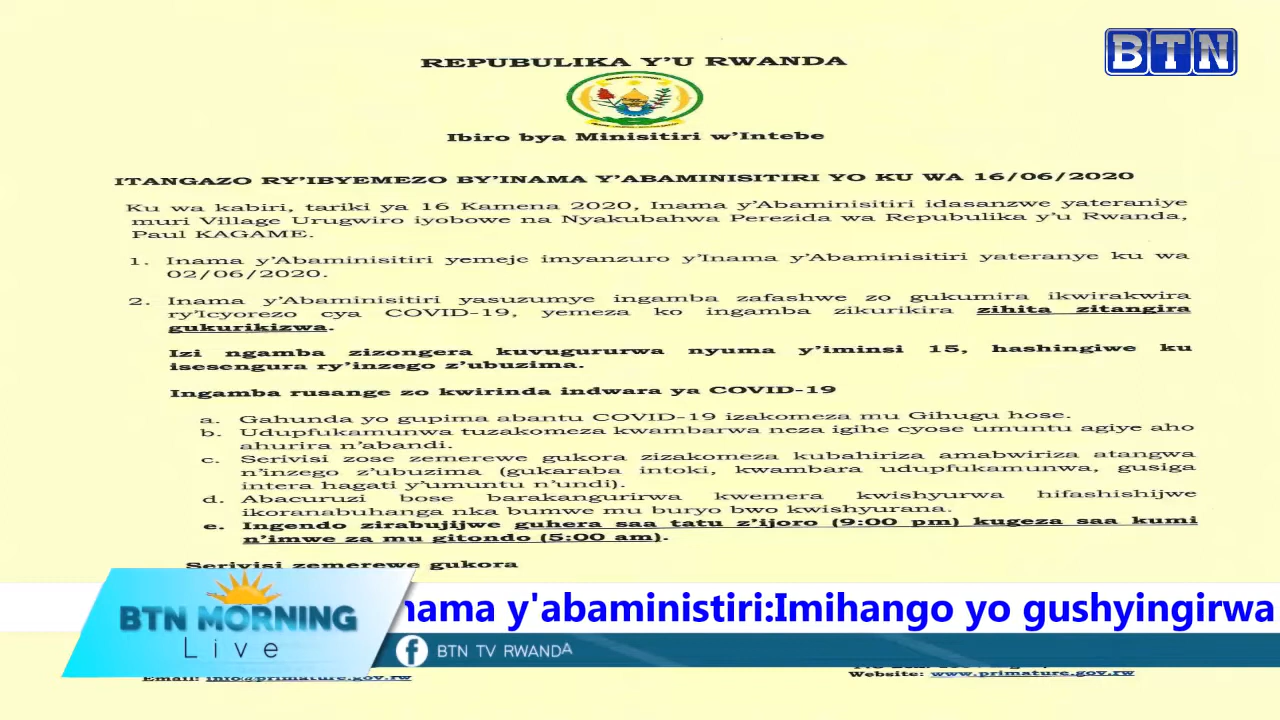 BTN
REPUBULIKA Y'U RWANDA
Ibiro bya Minisitiri w'Intebe
ITANGAZO RY'IBYEMEZO BY'INAMA Y'ABAMINISITIRI YO KU WA 16/06/2020
Ku wa kabiri, tariki ya 16 Kamena 2020, Inama y'Abaminisitiri idasanzwe yateraniye
muri Village Urugwiro iyobowe na Nyakubahwa Perezida wa Repubulika y'u Rwanda,
Paul KAGAME.
1. Inama y'Abaminisitiri yemeje imyanzuro y'Inama y'Abaminisitiri yateranye ku wa
02/06/2020.
2. Inama y'Abaminisitiri yasuzumye ingamba zafashwe zo gukumira ikwirakwira
ry'Icyorezo cya COVID-19, yemeza ko ingamba zikurikira zihita zitangira
gukurikizwa.
Izi ngamba zizongera kuvugururwa nyuma y'iminsi 15, hashingiwe ku
isesengura ry'inzego z'ubuzima.
Ingamba rusange zo kwirinda indwara ya COVID-19
a. Gahunda yo gupima abantu COVID-19 izakomeza mu Gihugu hose.
b. Udupfukamunwa tuzakomeza kwambarwa neza igihe cyose umuntu agiye aho
ahurira n'abandi.
c. Serivisi zose zemerewe gukora zizakomeza kubahiriza amabwiriza atangwa
n'inzego z'ubuzima (gukaraba intoki, kwambara udupfukamunwa, gusiga
intera hagati y'umuntu n'undi).
d. Abacuruzi bose barakangurirwa kwemera kwishyurwa hifashishijwe
ikoranabuhanga nka bumwe mu buryo bwo kwishyurana.
e. Ingendo zirabujijwe guhera saa tatu z'ijoro (9:00 pm) kugeza saa kumi
n'imwe za mu gitondo (5:00 am).
Serivisi zemerewe gukora
BTN MORNING
Live
nama y'abaministiri:Imihango yo gushyingirwa
BTN TV RWANDA
Email: info@primature.gov.rw
Website: www.primature.gov.rw